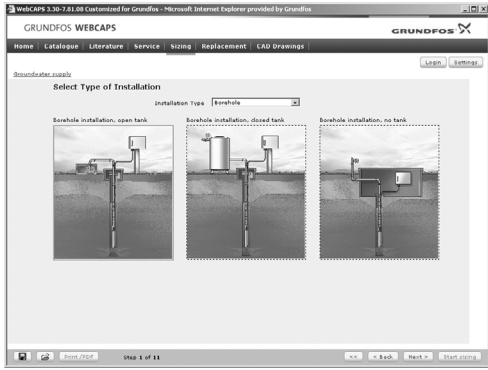 WebCAPS 3.30-7.81.08 Customized for Grundfos - Microsoft Internet Explorer provided by Grundfos
GRUNDFOS WEBCAPS
GRUNDFOS
Home Catalogue Literature Service Sizing Replacement CAD Drawings
Login Settings
Groundwater supply
Select Type of Installation
Installation Type Borehole
Borehole installation, open tank Borehole installation, closed tank Borehole installation, no tank
Print/PDF Step 1 of 11 << < Back Next > Start sizing